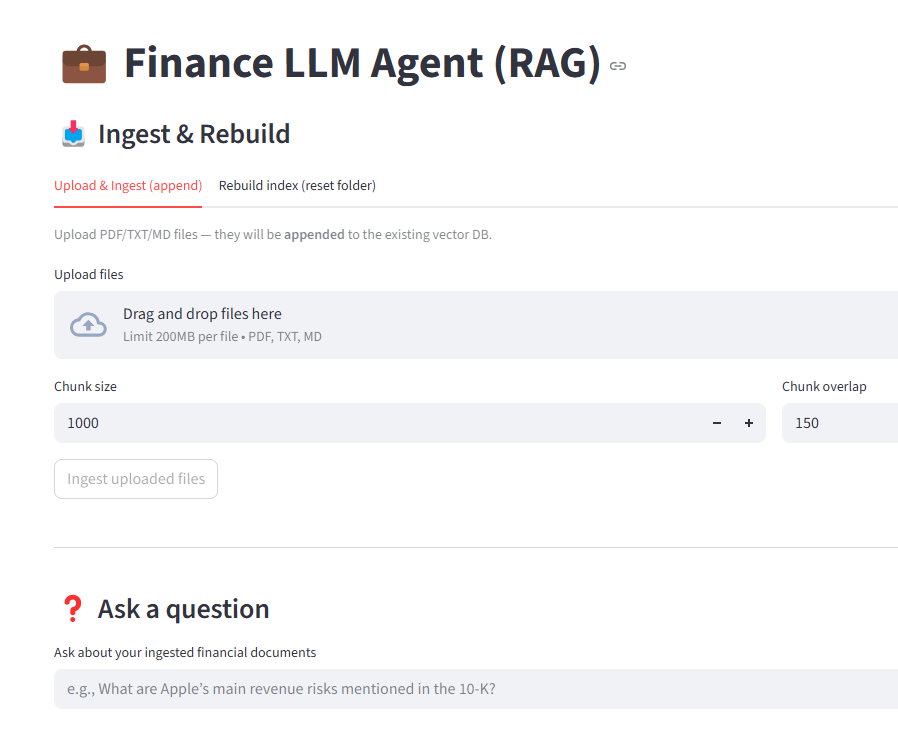 Finance LLM Agent (RAG)
Ingest & Rebuild
Upload & Ingest (append) Rebuild index (reset folder)
Upload PDF/TXT/MD files — they will be appended to the existing vector DB.
Upload files
Drag and drop files here
Limit 200MB per file • PDF, TXT, MD
Chunk size Chunk overlap
1000 − + 150
Ingest uploaded files
Ask a question
Ask about your ingested financial documents
e.g., What are Apple’s main revenue risks mentioned in the 10-K?